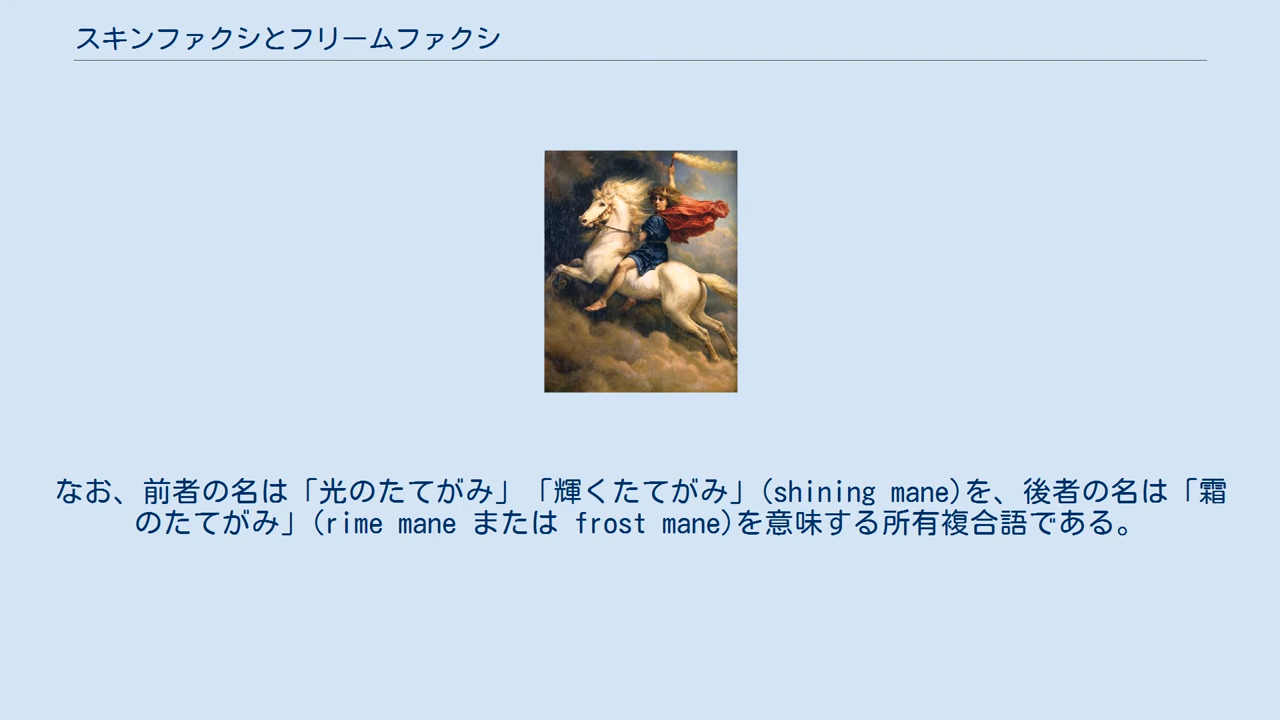 スキンファクシとフリームファクシ
なお、前者の名は「光のたてがみ」「輝くたてがみ」(shining mane)を、後者の名は「霜
のたてがみ」(rime mane または frost mane)を意味する所有複合語である。